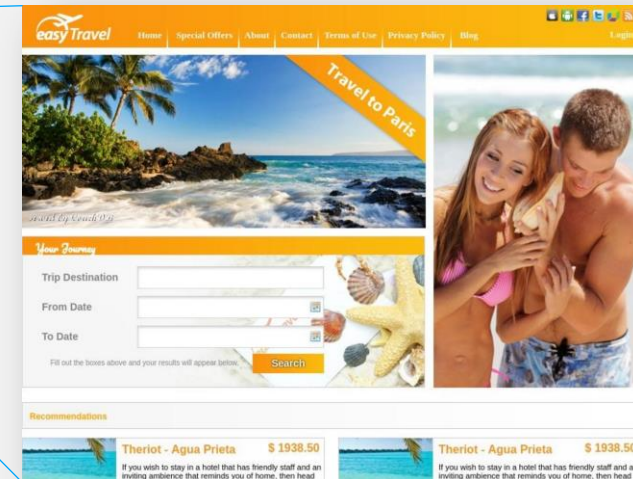 easyTravel
Home Special Offers About Contact Terms of Use Privacy Policy Blog
Login
Travel to Paris
Your Journey
Trip Destination
From Date
To Date
Fill out the boxes above and your results will appear below.
Search
Recommendations
Theriot - Agua Prieta $ 1938.50
If you wish to stay in a hotel that has friendly staff and an
inviting ambience that reminds you of home, then head
Theriot - Agua Prieta $ 1938.50
If you wish to stay in a hotel that has friendly staff and a
inviting ambience that reminds you of home, then head